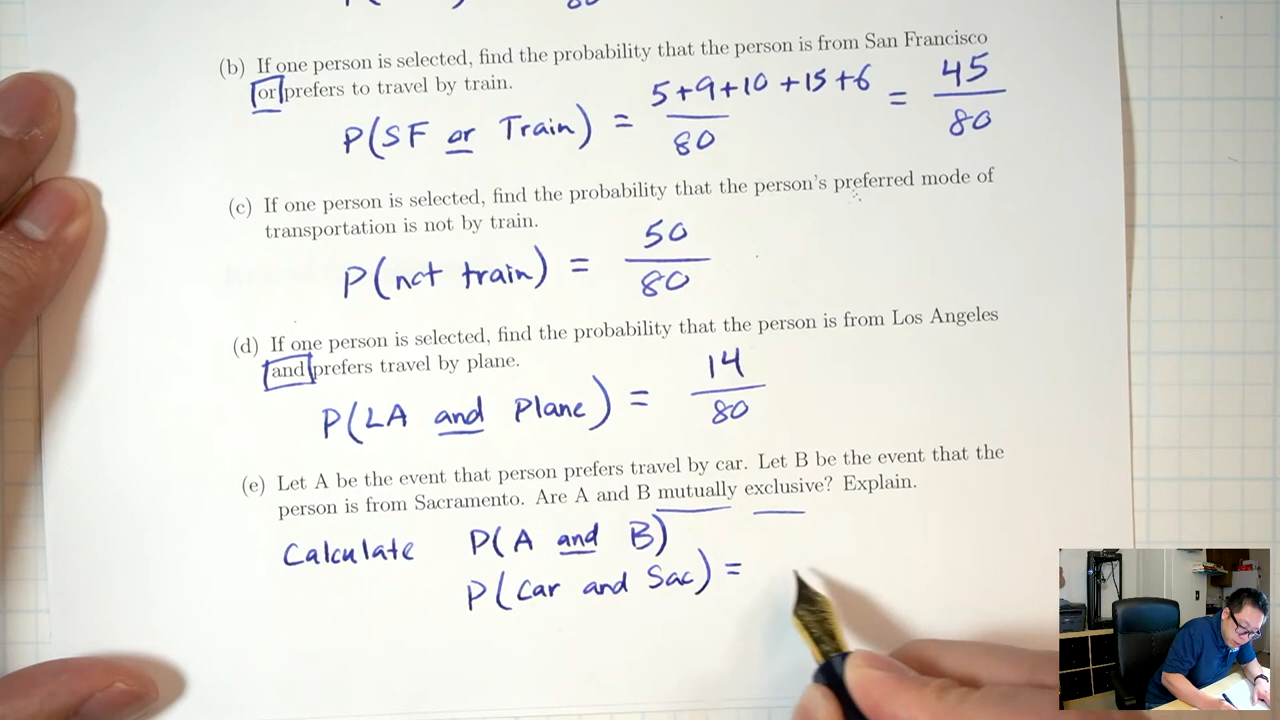 (b) If one person is selected, find the probability that the person is from San Francisco
or prefers to travel by train.
P(SF or Train) = 5+9+10+15+6 / 80 = 45 / 80
(c) If one person is selected, find the probability that the person's preferred mode of
transportation is not by train.
P(not train) = 50 / 80
(d) If one person is selected, find the probability that the person is from Los Angeles
and prefers travel by plane.
P(LA and Plane) = 14 / 80
(e) Let A be the event that person prefers travel by car. Let B be the event that the
person is from Sacramento. Are A and B mutually exclusive? Explain.
Calculate P(A and B)
P(Car and Sac) =